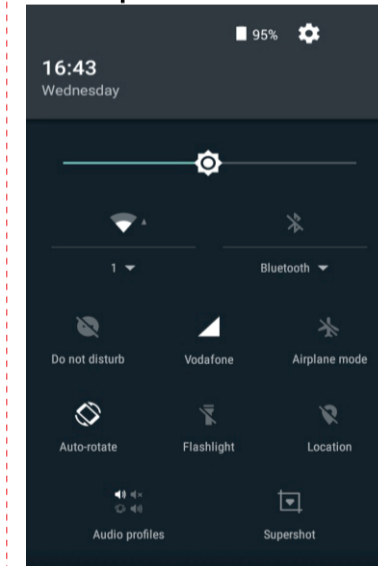 95%
16:43
Wednesday
1
Bluetooth
Do not disturb
Vodafone
Airplane mode
Auto-rotate
Flashlight
Location
Audio profiles
Supershot